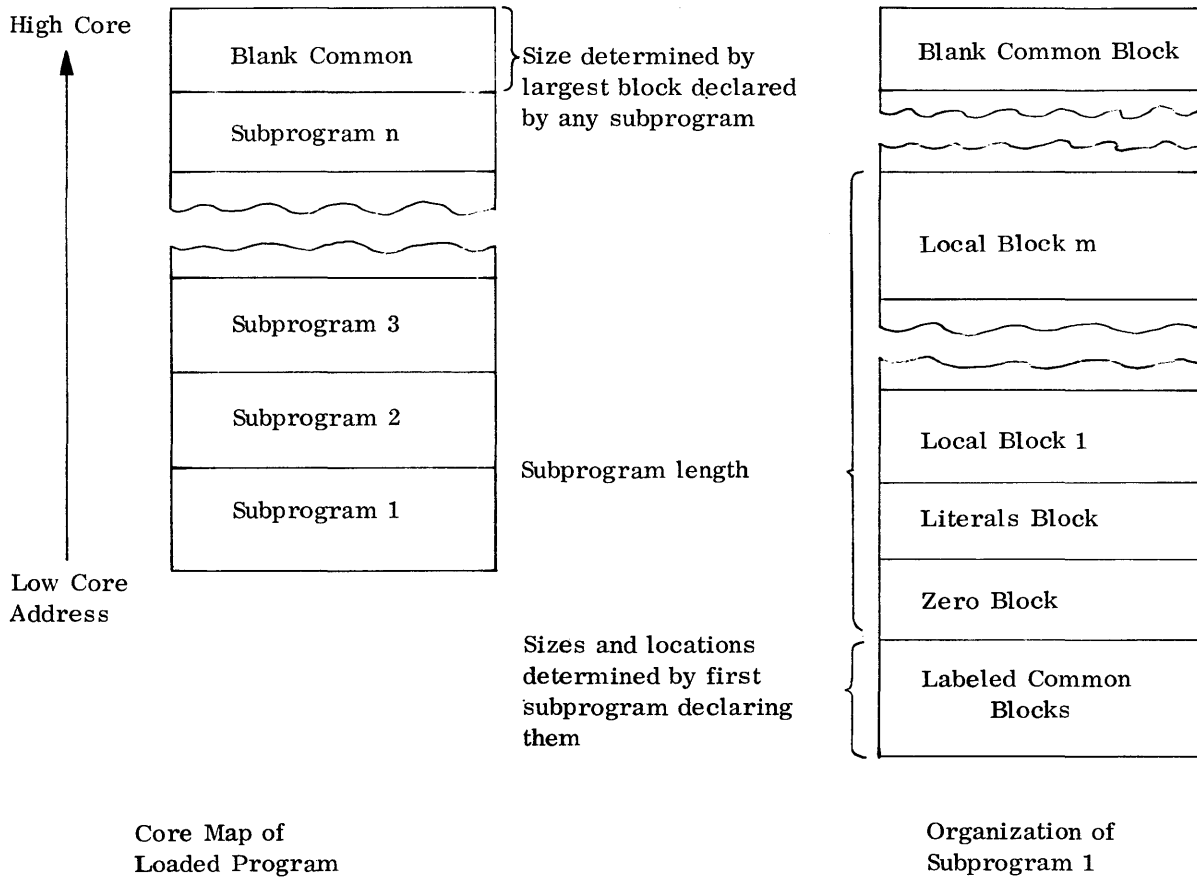 High Core
Blank Common
Size determined by
largest block declared
by any subprogram
Subprogram n
Subprogram 3
Subprogram 2
Subprogram 1
Low Core
Address
Core Map of
Loaded Program
Blank Common Block
Local Block m
Local Block 1
Subprogram length
Literals Block
Zero Block
Sizes and locations
determined by first
subprogram declaring
them
Labeled Common
Blocks
Organization of
Subprogram 1